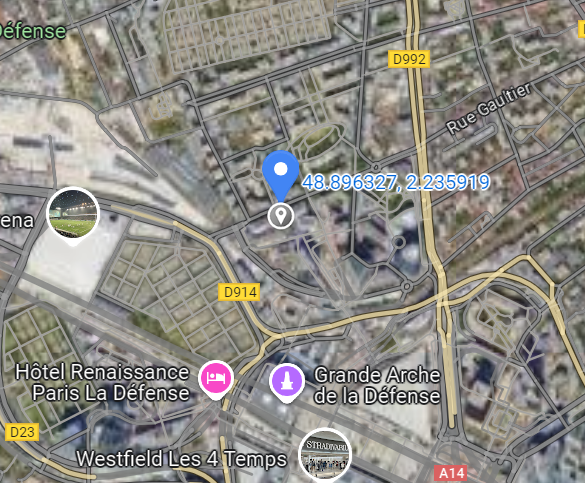 Défense
D992
Rue Gaultier
48.896327, 2.235919
ena
D914
Hôtel Renaissance
Paris La Défense
Grande Arche
de la Défense
D23
STRADIVARIU
Westfield Les 4 Temps
A14